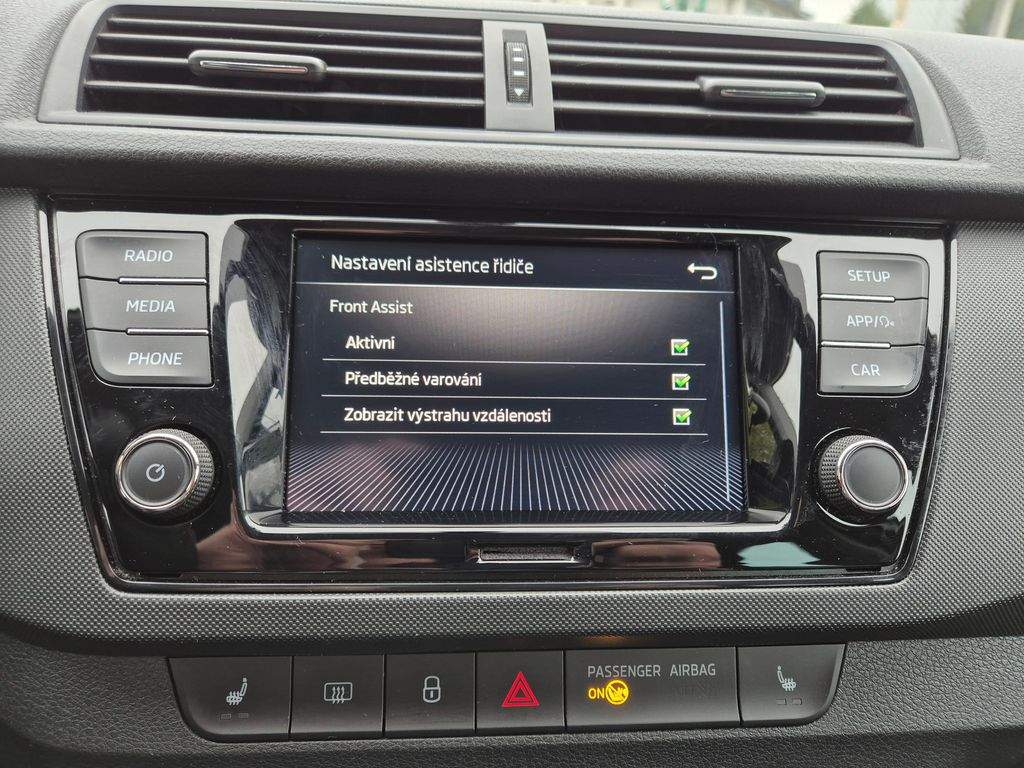 RADIO
MEDIA
PHONE
Nastavení asistence řidiče
Front Assist
Aktivní
Předběžné varování
Zobrazit výstrahu vzdálenosti
SETUP
APP/
CAR
PASSENGER AIRBAG
ON